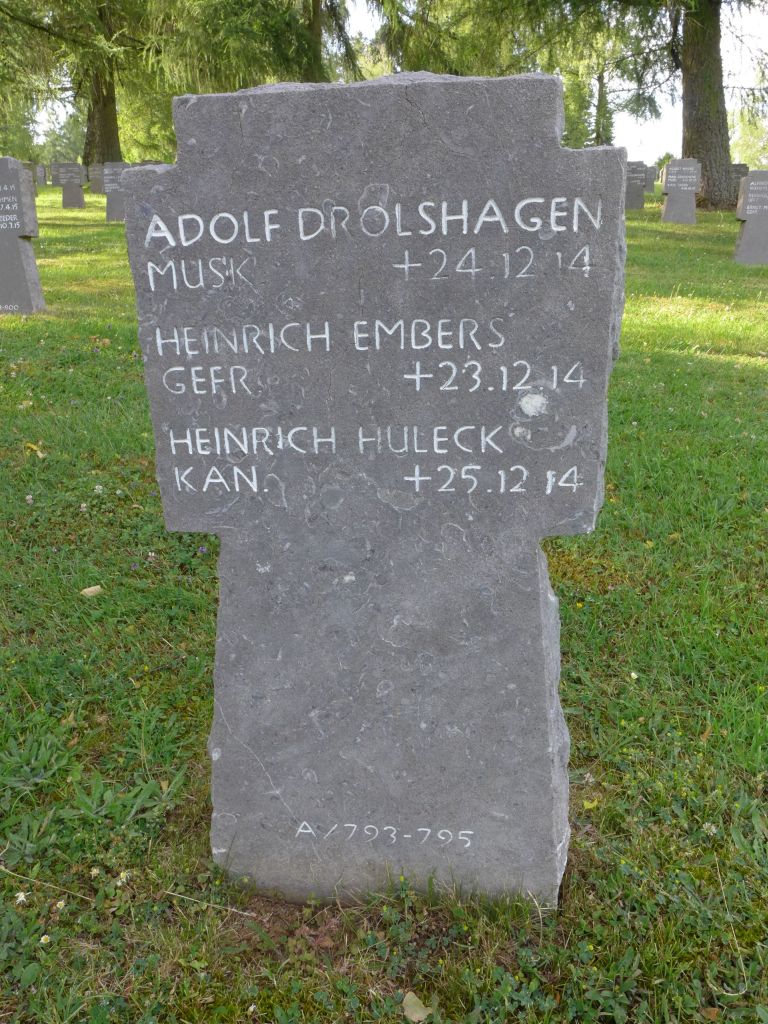 ADOLF DROLSHAGEN
MUSK +24.12 14
HEINRICH EMBERS
GEFR. +23.12.14
HEINRICH HULECK
KAN. +25.12 14
A/793-795